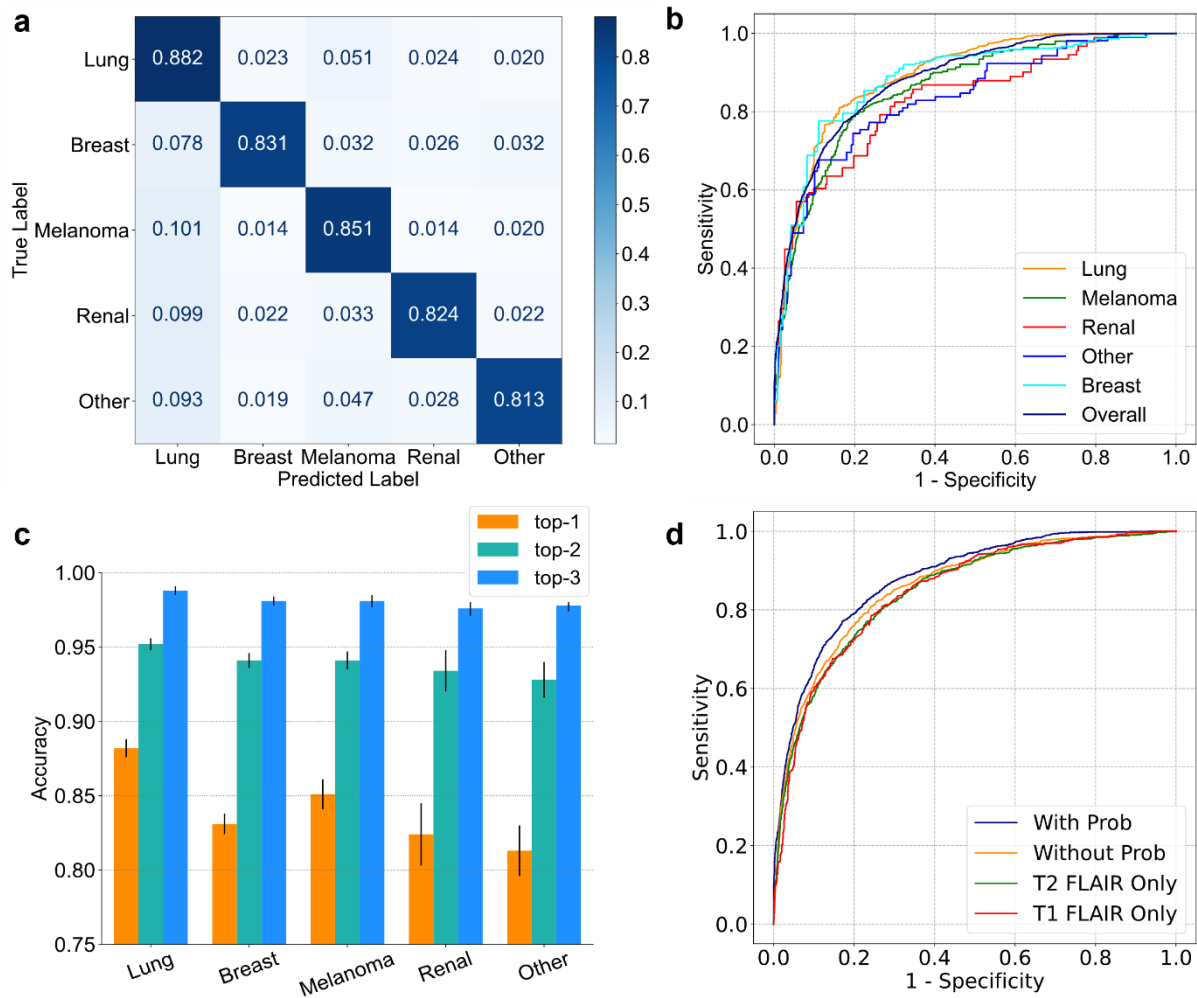 a
True Label
Lung 0.882 0.023 0.051 0.024 0.020
Breast 0.078 0.831 0.032 0.026 0.032
Melanoma 0.101 0.014 0.851 0.014 0.020
Renal 0.099 0.022 0.033 0.824 0.022
Other 0.093 0.019 0.047 0.028 0.813
Lung Breast Melanoma Renal Other
Predicted Label
0.8
0.7
0.6
0.5
0.4
0.3
0.2
0.1
b
Sensitivity
1.0
0.8
0.6
0.4
0.2
0.0
Lung
Melanoma
Renal
Other
Breast
Overall
0.0 0.2 0.4 0.6 0.8 1.0
1 - Specificity
c
top-1
top-2
top-3
Accuracy
1.00
0.95
0.90
0.85
0.80
0.75
Lung Breast Melanoma Renal Other
d
Sensitivity
1.0
0.8
0.6
0.4
0.2
0.0
With Prob
Without Prob
T2 FLAIR Only
T1 FLAIR Only
0.0 0.2 0.4 0.6 0.8 1.0
1 - Specificity